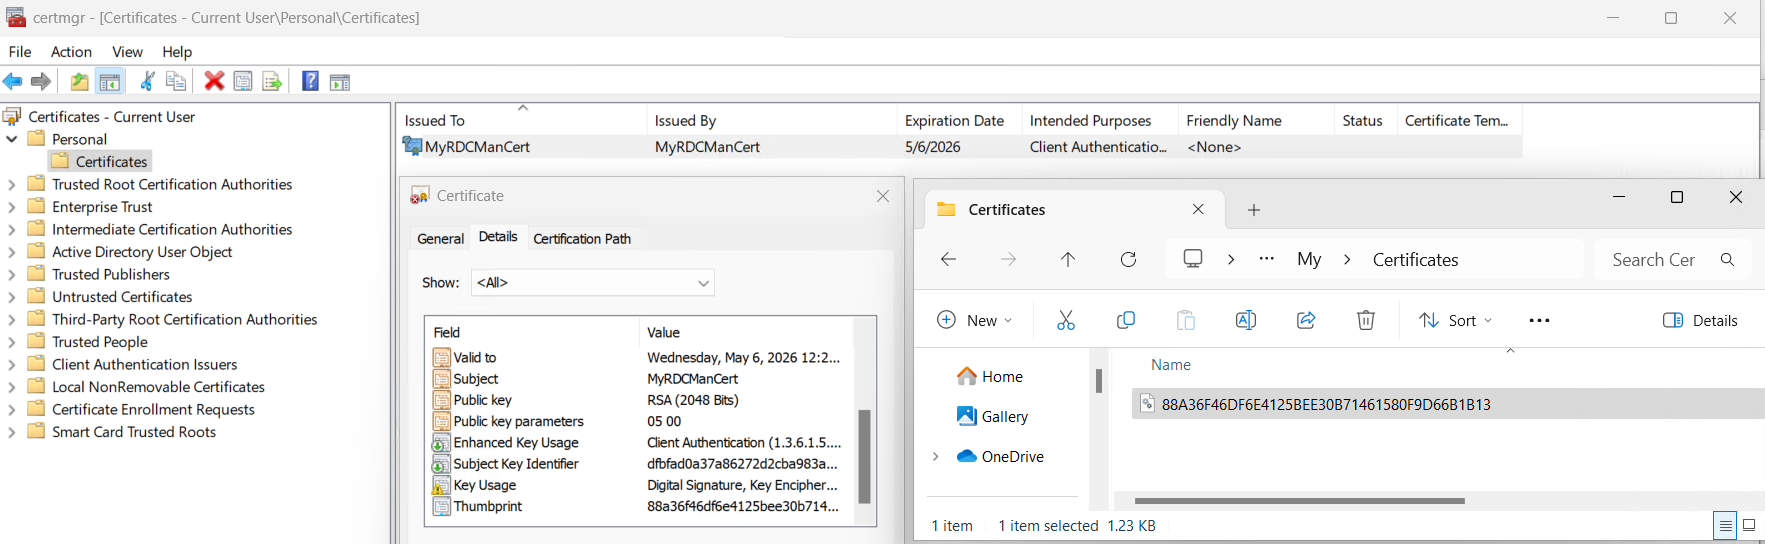 certmgr - [Certificates - Current User\Personal\Certificates]
File Action View Help
Certificates - Current User
Personal
Certificates
Trusted Root Certification Authorities
Enterprise Trust
Intermediate Certification Authorities
Active Directory User Object
Trusted Publishers
Untrusted Certificates
Third-Party Root Certification Authorities
Trusted People
Client Authentication Issuers
Local NonRemovable Certificates
Certificate Enrollment Requests
Smart Card Trusted Roots
Issued To Issued By Expiration Date Intended Purposes Friendly Name Status Certificate Tem...
MyRDCManCert MyRDCManCert 5/6/2026 Client Authenticatio... <None>
Certificate
General Details Certification Path
Show: <All>
Field Value
Valid to Wednesday, May 6, 2026 12:2...
Subject MyRDCManCert
Public key RSA (2048 Bits)
Public key parameters 05 00
Enhanced Key Usage Client Authentication (1.3.6.1.5....
Subject Key Identifier dfbfad0a37a86272d2cba983a...
Key Usage Digital Signature, Key Encipher...
Thumbprint 88a36f46df6e4125bee30b714...
Certificates
My Certificates Search Cer
New Sort Details
Home
Gallery
OneDrive
Name
88A36F46DF6E4125BEE30B71461580F9D66B1B13
1 item 1 item selected 1.23 KB